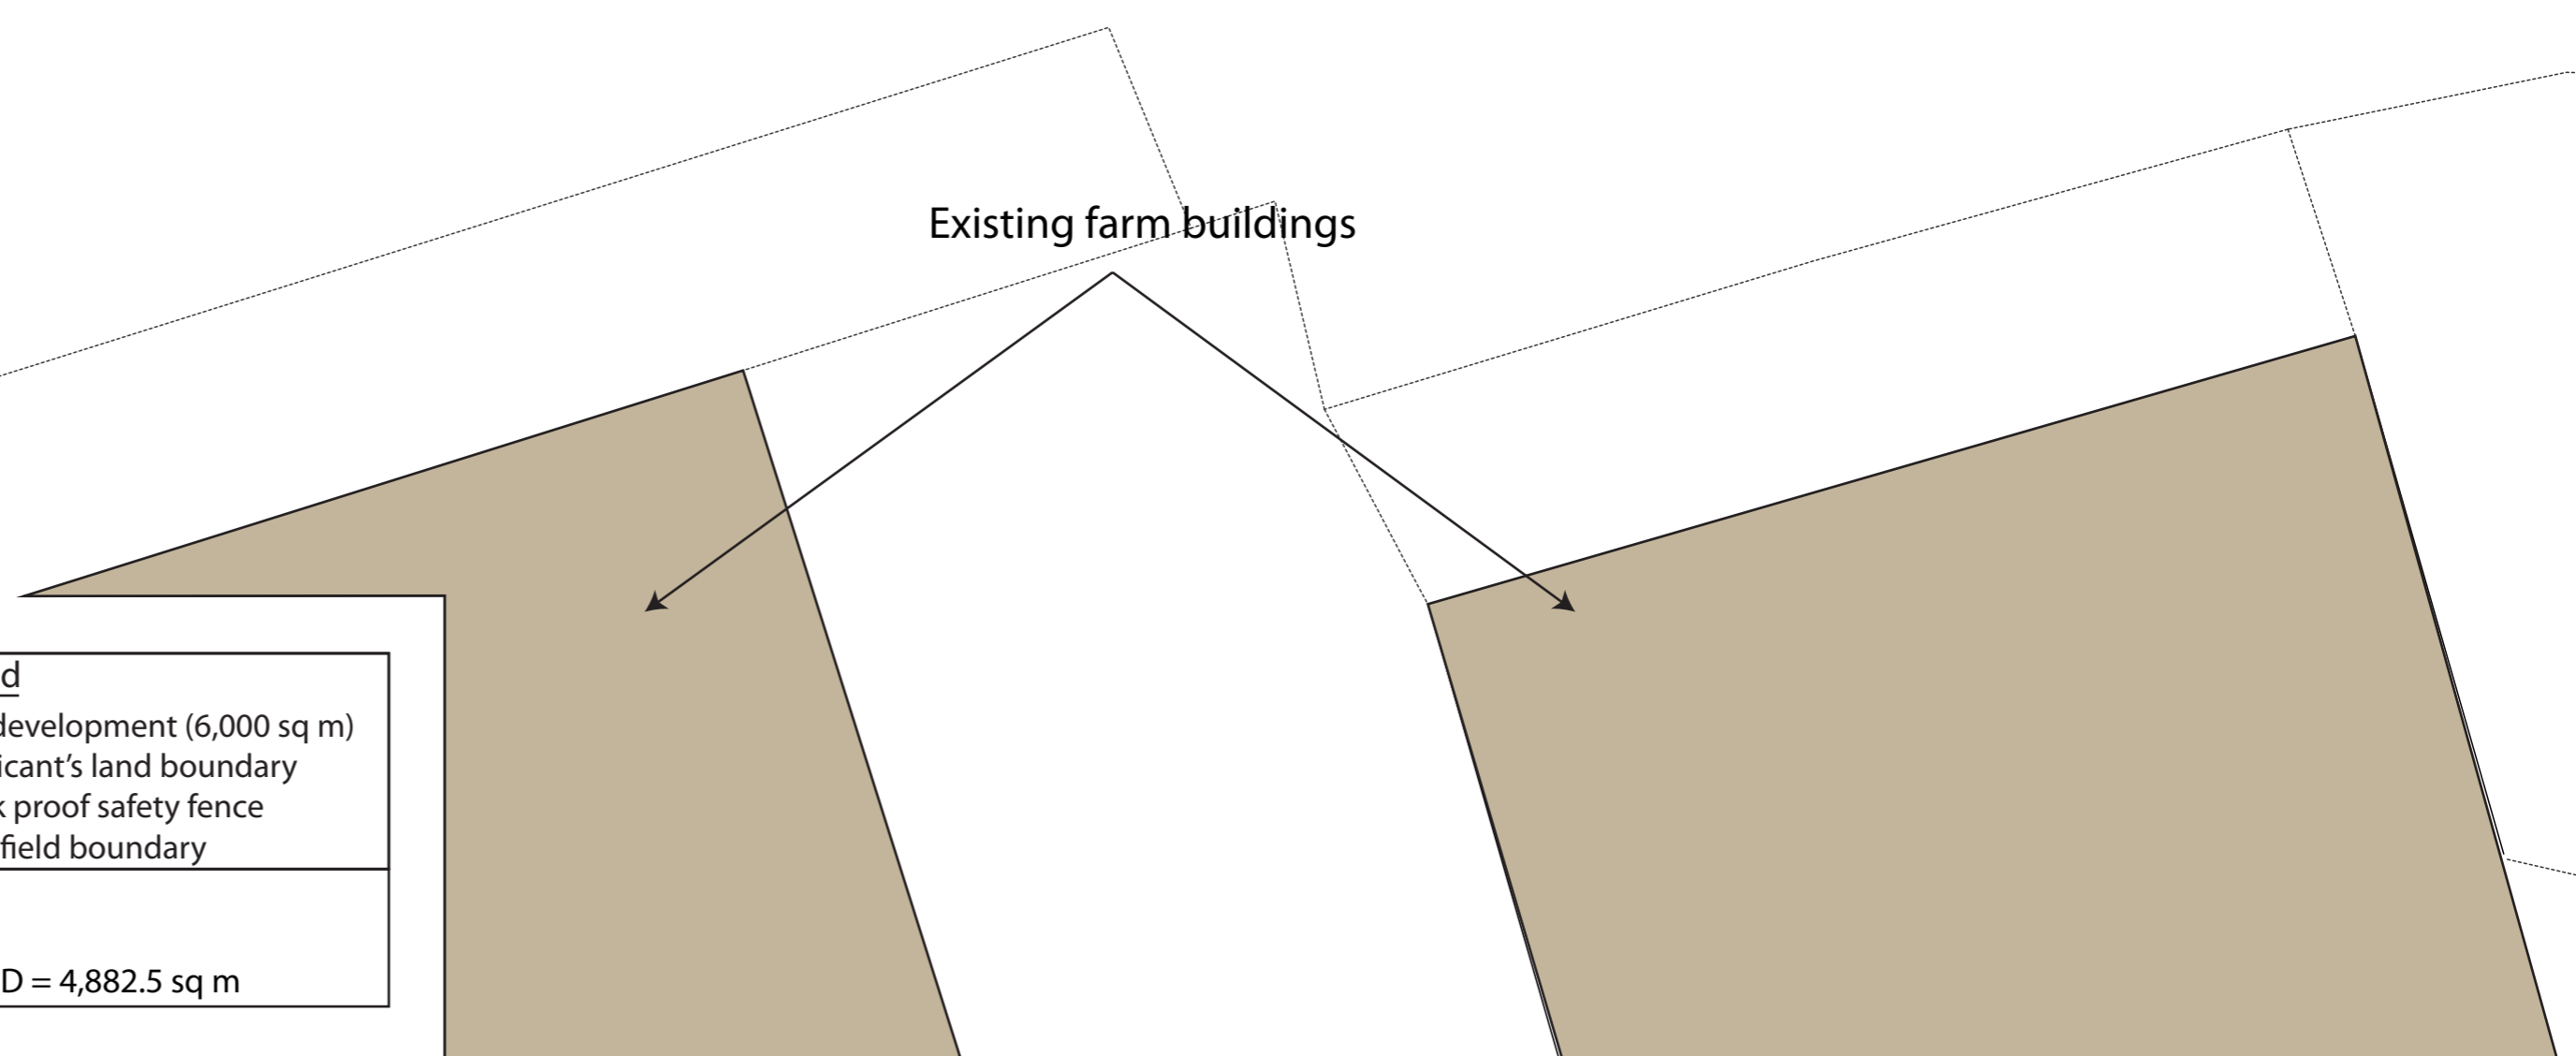 Existing farm buildings
d
development (6,000 sq m)
icant’s land boundary
k proof safety fence
field boundary
D = 4,882.5 sq m